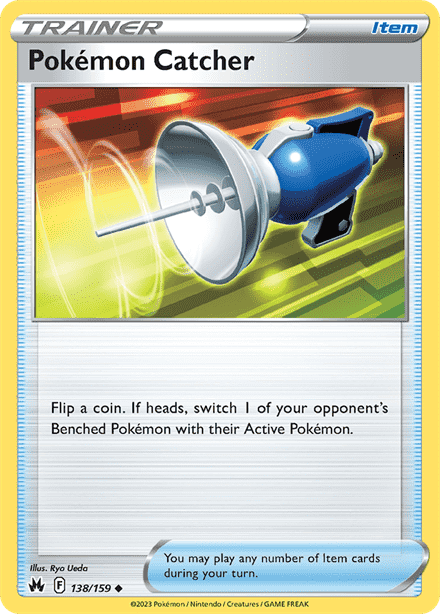 TRAINER
Item
Pokémon Catcher
Flip a coin. If heads, switch 1 of your opponent's
Benched Pokémon with their Active Pokémon.
Illus. Ryo Ueda
You may play any number of Item cards
during your turn.
F 138/159 ◆
©2023 Pokémon / Nintendo / Creatures / GAME FREAK